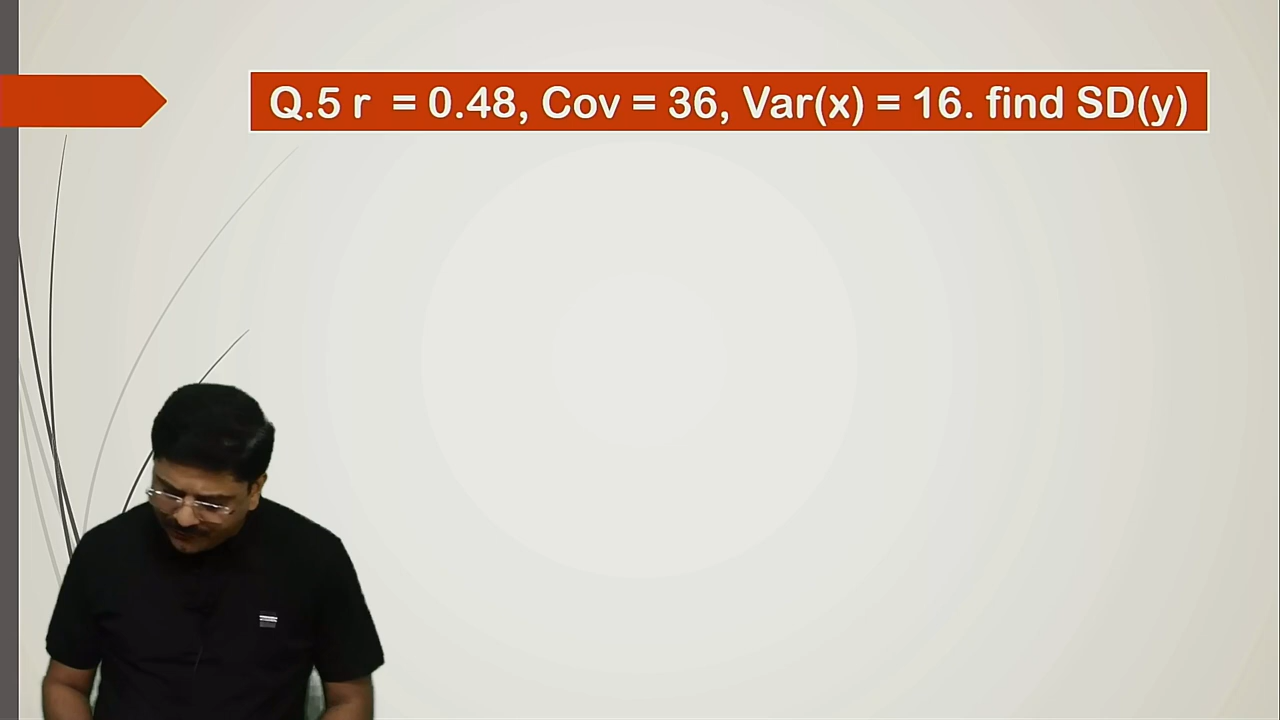 Q.5 r = 0.48, Cov = 36, Var(x) = 16. find SD(y)